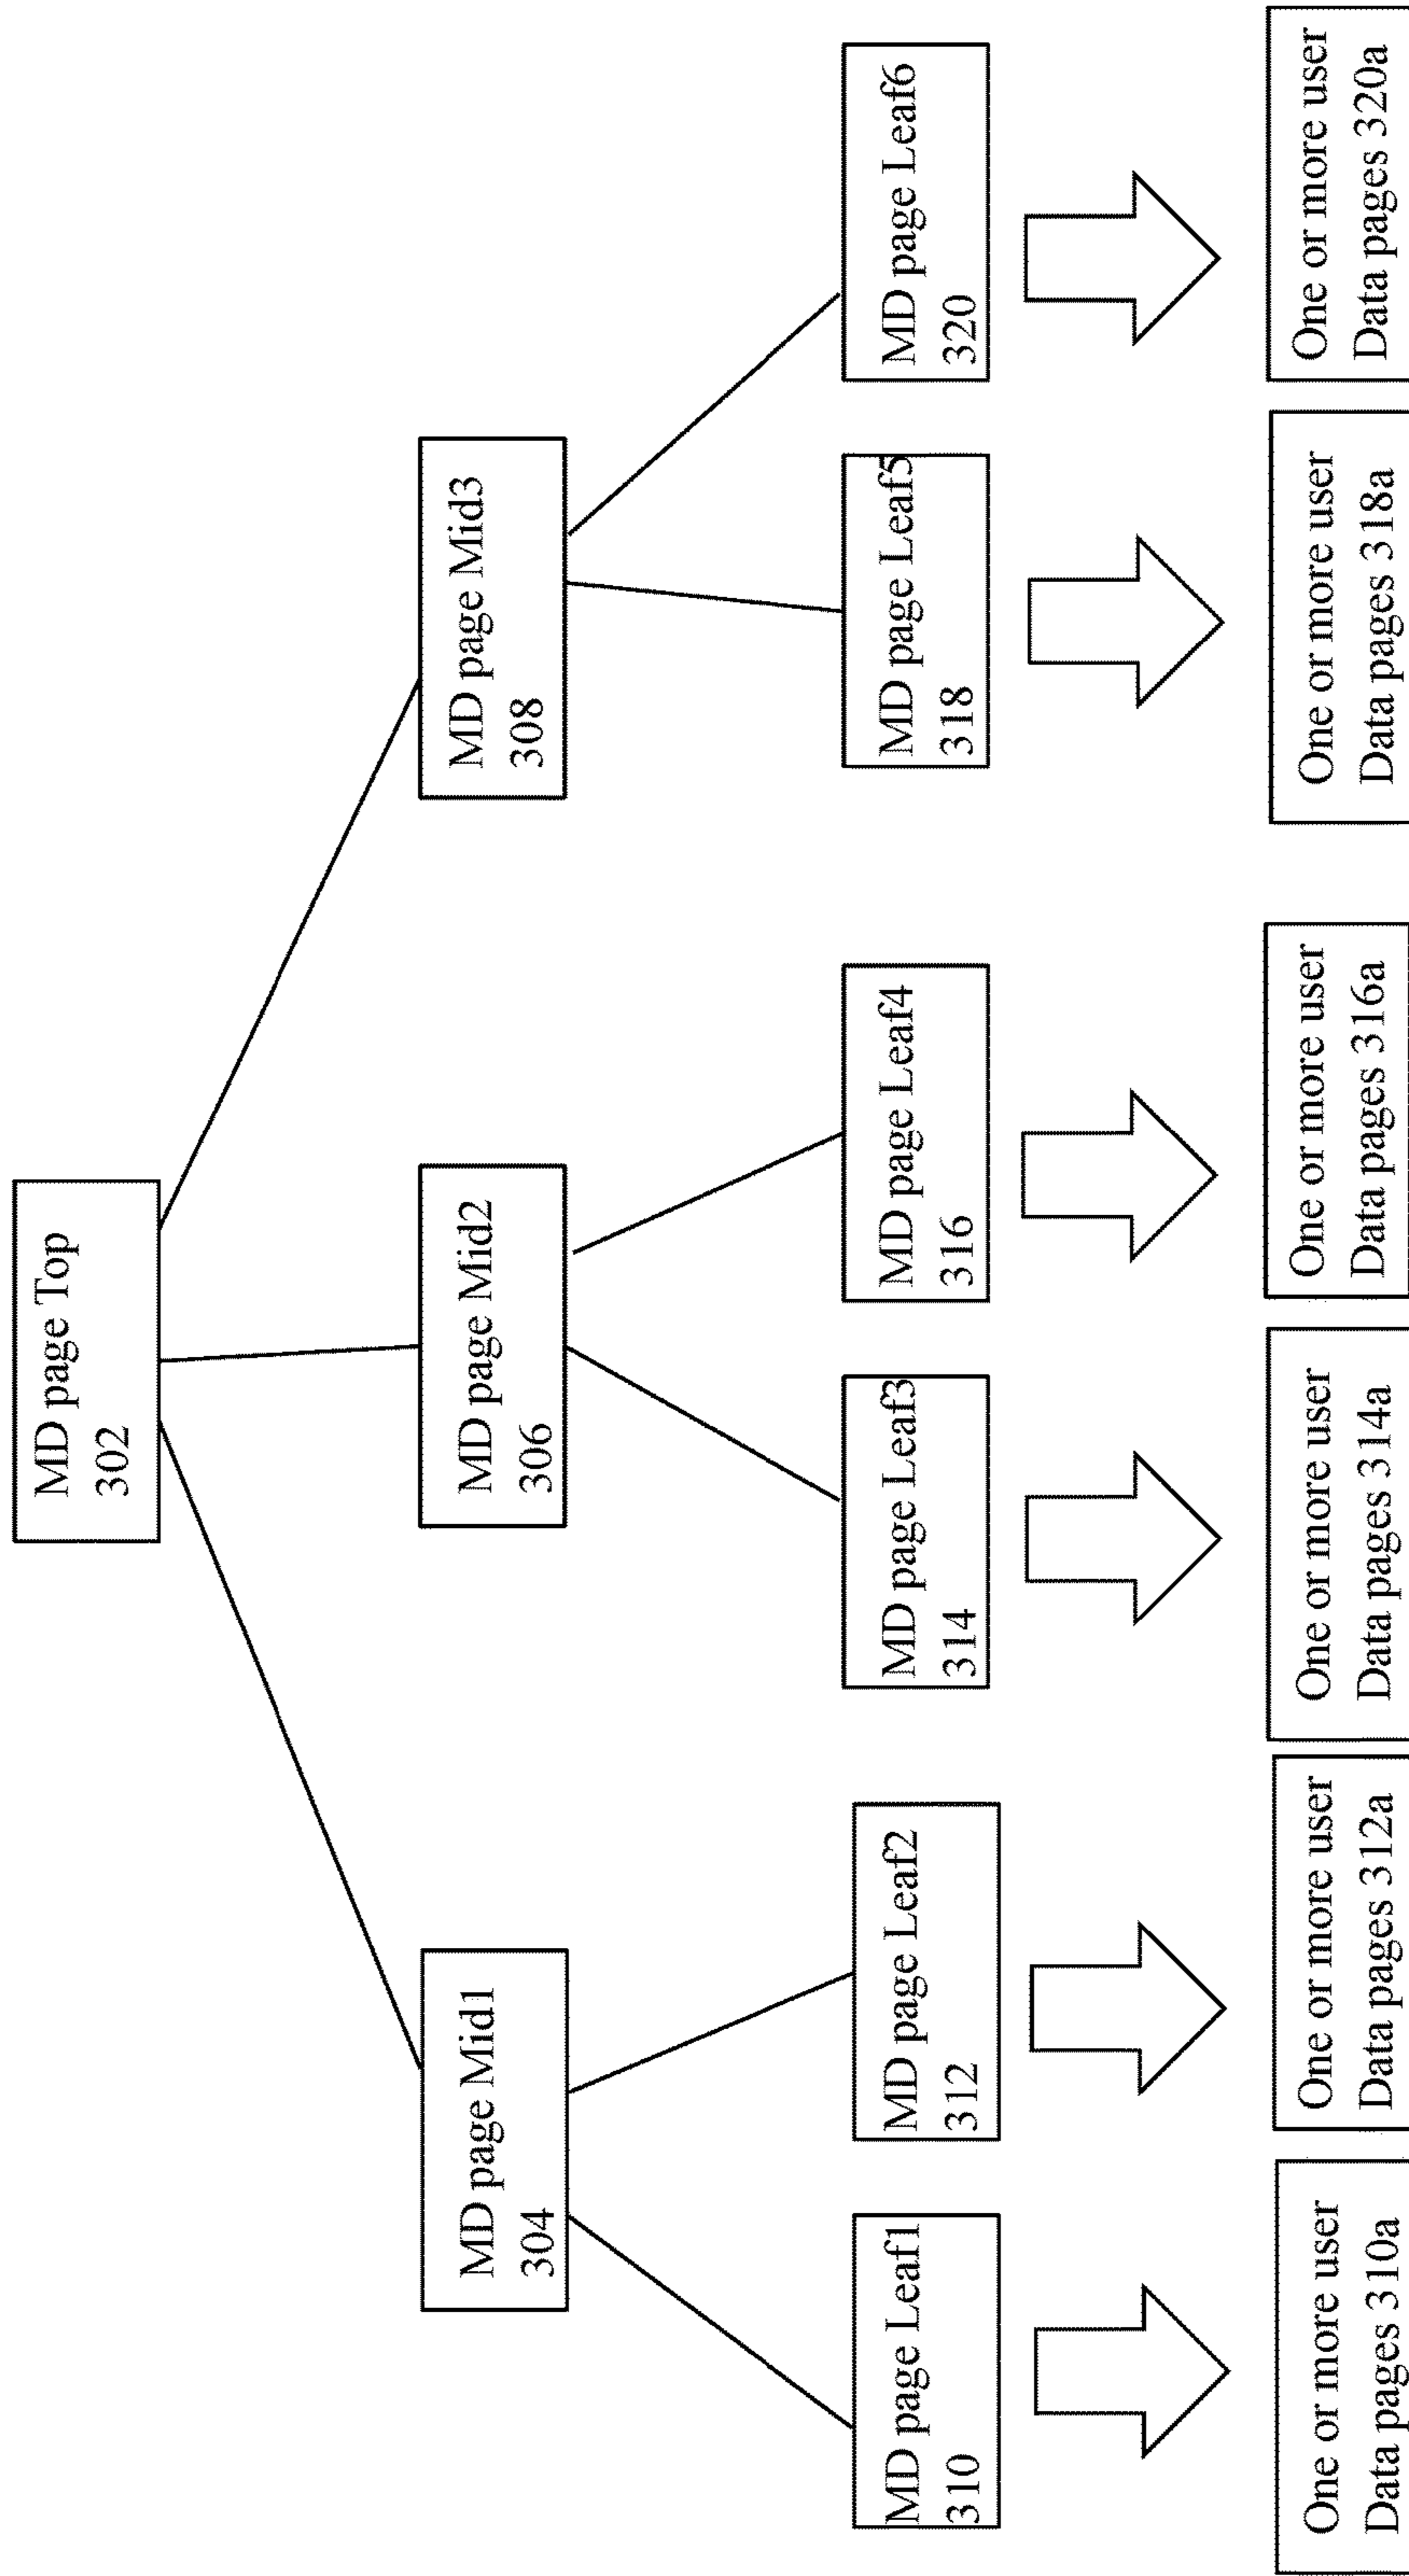 MD page Top
302
MD page Mid1
304
MD page Mid2
306
MD page Mid3
308
MD page Leaf1
310
MD page Leaf2
312
MD page Leaf3
314
MD page Leaf4
316
MD page Leaf5
318
MD page Leaf6
320
One or more user
Data pages 310a
One or more user
Data pages 312a
One or more user
Data pages 314a
One or more user
Data pages 316a
One or more user
Data pages 318a
One or more user
Data pages 320a